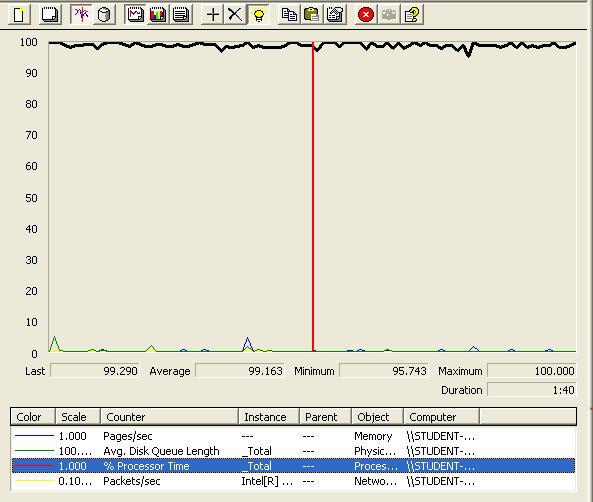 100
90
80
70
60
50
40
30
20
10
0
Last 99.290 Average 99.163 Minimum 95.743 Maximum 100.000
Duration 1:40
Color Scale Counter Instance Parent Object Computer
1.000 Pages/sec --- --- Memory \\STUDENT-...
100.... Avg. Disk Queue Length _Total --- Physic... \\STUDENT-...
1.000 % Processor Time _Total --- Proces... \\STUDENT-...
0.10... Packets/sec Intel[R] ... --- Netwo... \\STUDENT-...